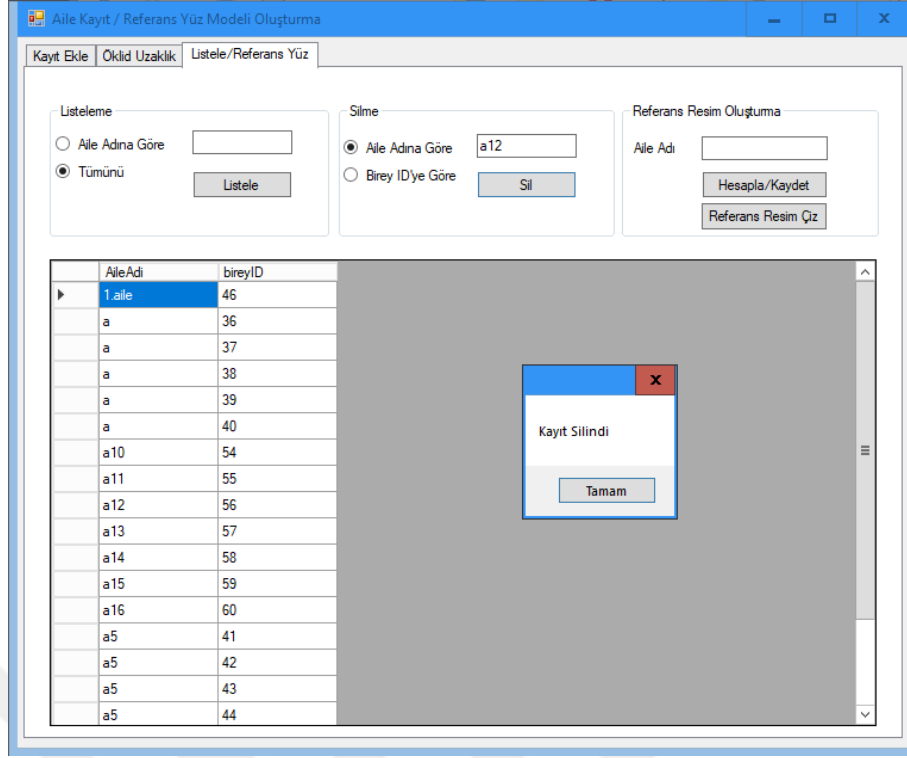 Aile Kayıt / Referans Yüz Modeli Oluşturma
Kayıt Ekle Öklid Uzaklık Listele/Referans Yüz
Listeleme
Aile Adına Göre
Tümünü
Listele
Silme
Aile Adına Göre a12
Birey ID'ye Göre
Sil
Referans Resim Oluşturma
Aile Adı
Hesapla/Kaydet
Referans Resim Çiz
AileAdi bireyID
1.aile 46
a 36
a 37
a 38
a 39
a 40
a10 54
a11 55
a12 56
a13 57
a14 58
a15 59
a16 60
a5 41
a5 42
a5 43
a5 44
x
Kayıt Silindi
Tamam